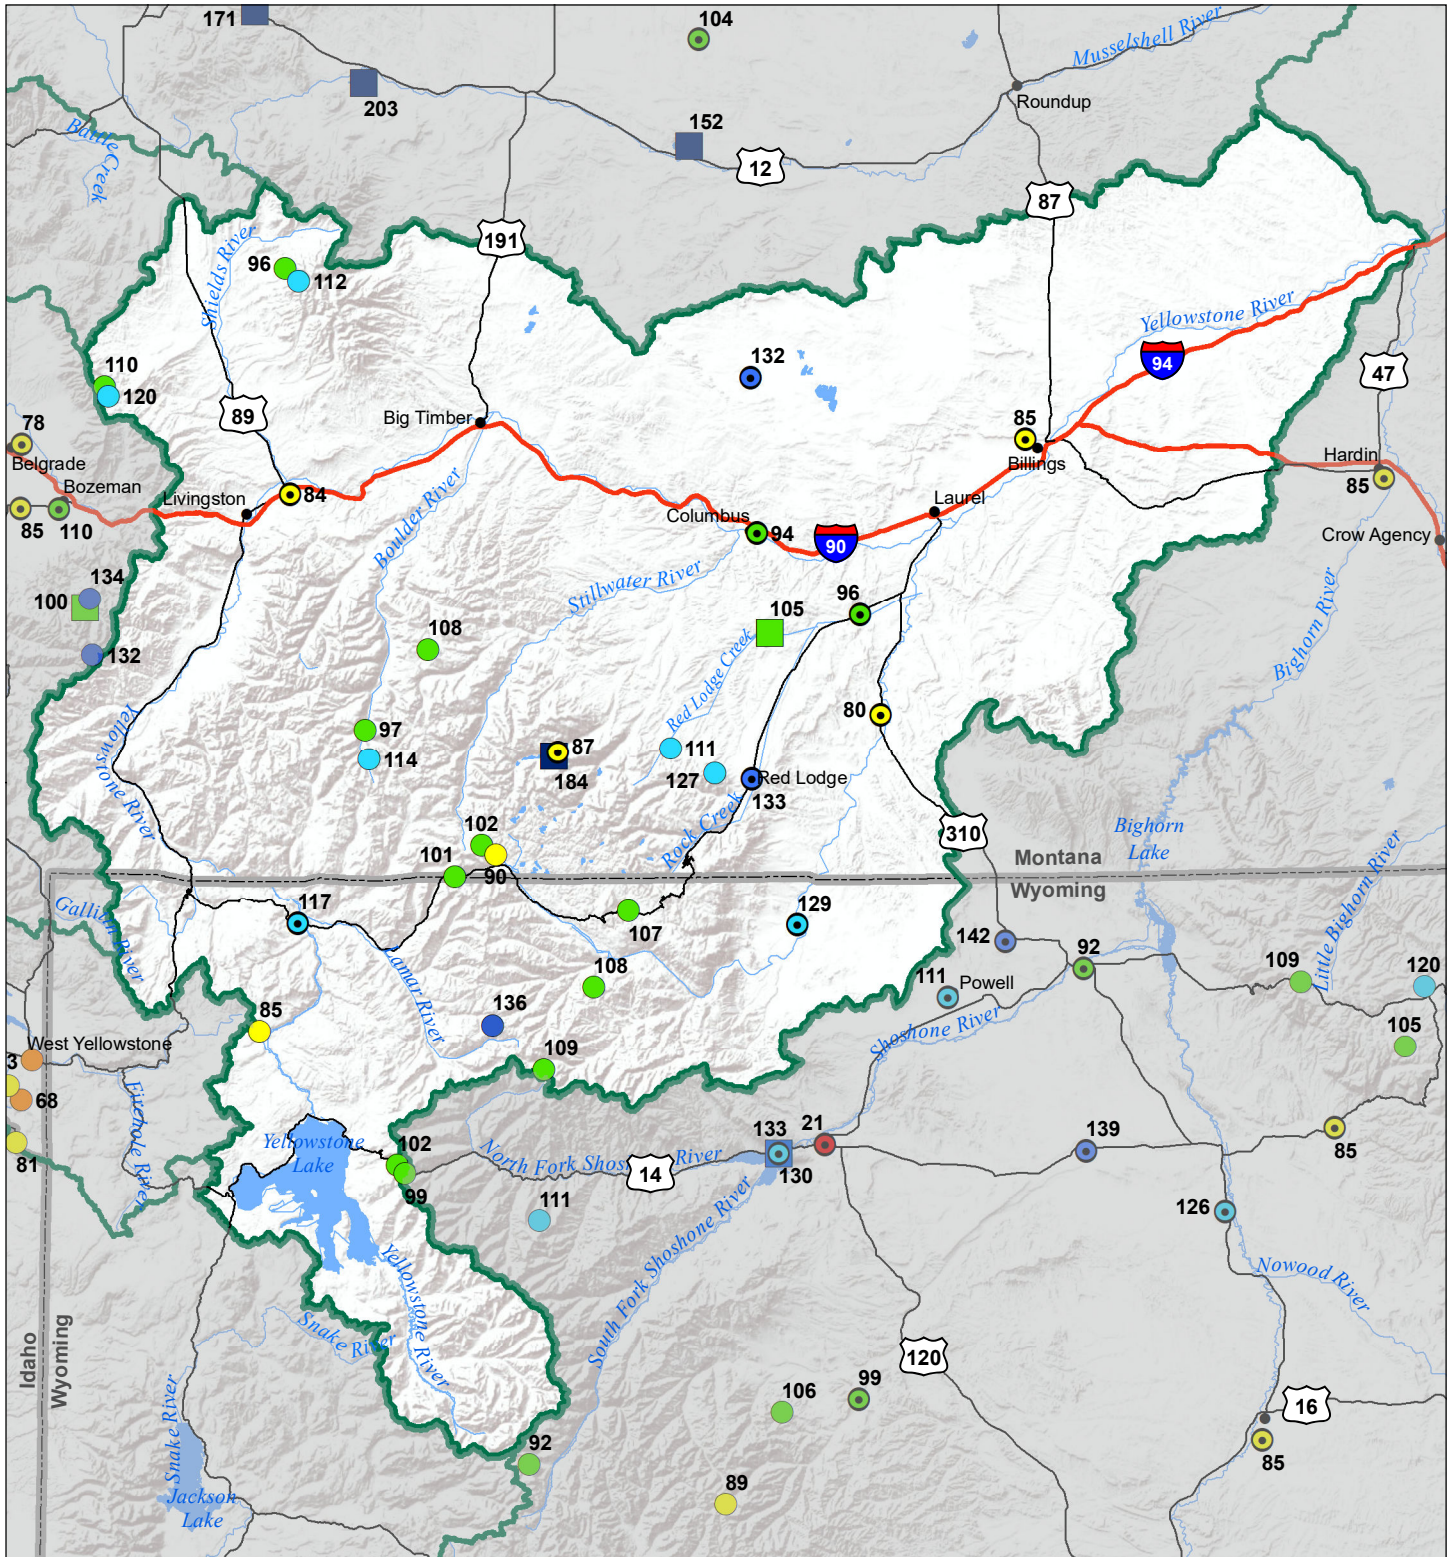 171
104
Musselshell River
203
Roundup
152
12
Battle Creek
87
191
Shields River
96
112
Yellowstone River
94
132
47
110
120
89
Big Timber
78
Belgrade
85
Billings
Hardin
85
Bozeman
Livingston
84
Laurel
85
110
Columbus
94
90
Crow Agency
Boulder River
Stillwater River
134
100
96
105
Bighorn River
132
108
Red Lodge Creek
80
97
114
87
184
111
127
Red Lodge
133
Yellowstone River
Rock Creek
310
Bighorn
Lake
102
101
90
Montana
Wyoming
Little Bighorn River
117
107
129
Gallitin River
142
92
Lamar River
108
111
Powell
109
120
136
85
Shoshone River
West Yellowstone
3
105
109
68
Firehole River
81
Yellowstone
Lake
102
99
North Fork Shos River
14
133
130
21
139
85
111
126
South Fork Shoshone River
Yellowstone River
Nowood River
Snake River
Idaho
Wyoming
120
106
99
16
Snake River
92
85
89
Jackson
Lake